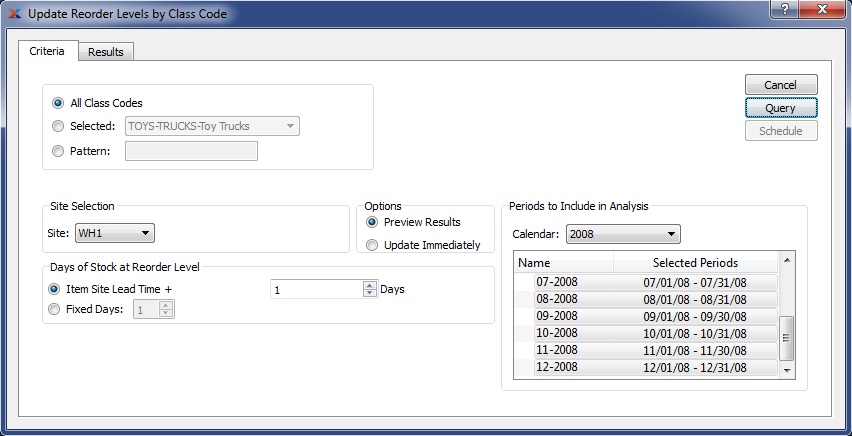 Update Reorder Levels by Class Code
Criteria
Results
All Class Codes
Selected: TOYS-TRUCKS-Toy Trucks
Pattern:
Cancel
Query
Schedule
Site Selection
Site: WH1
Options
Preview Results
Update Immediately
Days of Stock at Reorder Level
Item Site Lead Time + 1 Days
Fixed Days: 1
Periods to Include in Analysis
Calendar: 2008
Name Selected Periods
07-2008 07/01/08 - 07/31/08
08-2008 08/01/08 - 08/31/08
09-2008 09/01/08 - 09/30/08
10-2008 10/01/08 - 10/31/08
11-2008 11/01/08 - 11/30/08
12-2008 12/01/08 - 12/31/08